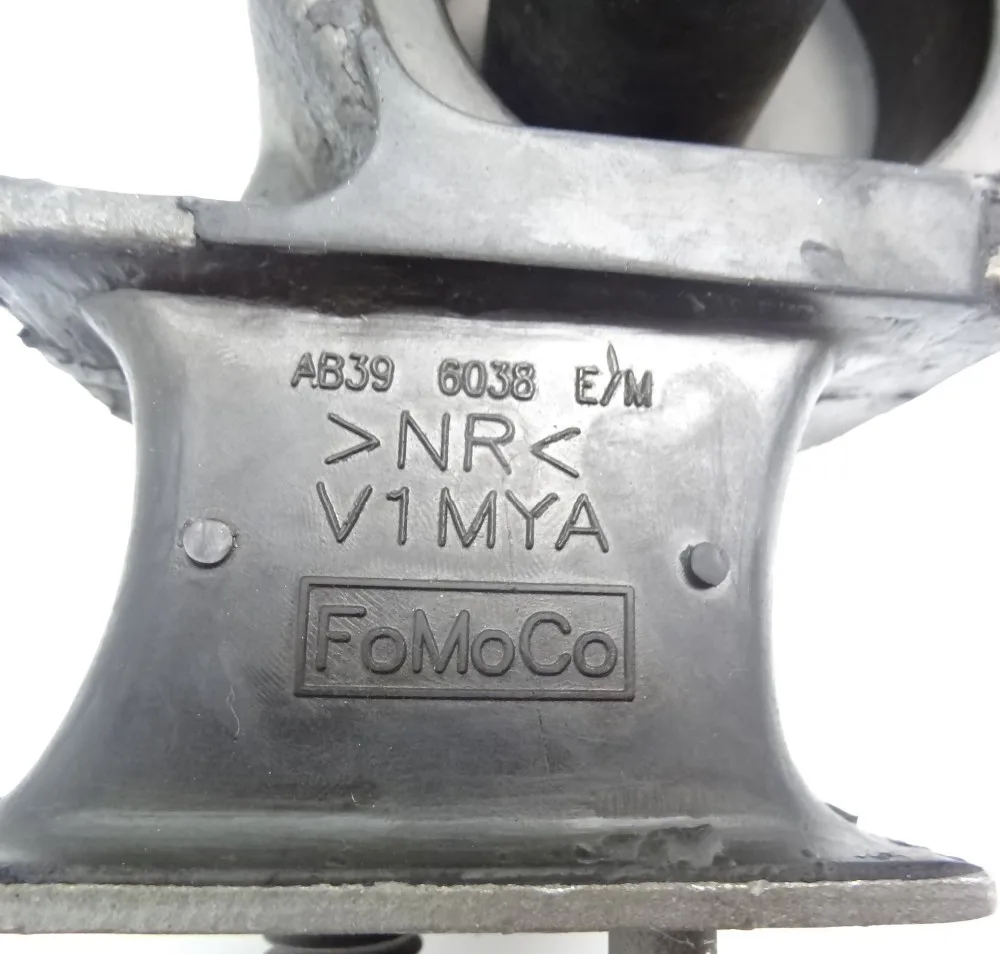 AB39 6038 E/M
>NR<
V1MYA
FoMoCo